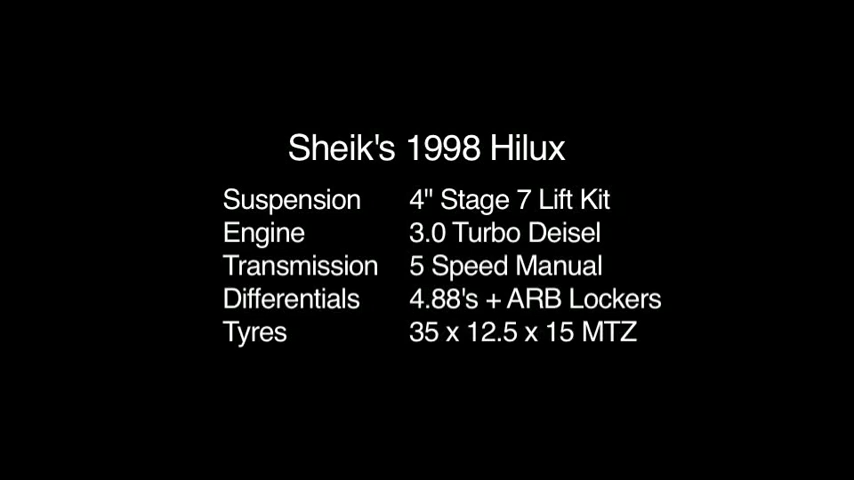 Sheik's 1998 Hilux
Suspension 4" Stage 7 Lift Kit
Engine 3.0 Turbo Deisel
Transmission 5 Speed Manual
Differentials 4.88's + ARB Lockers
Tyres 35 x 12.5 x 15 MTZ